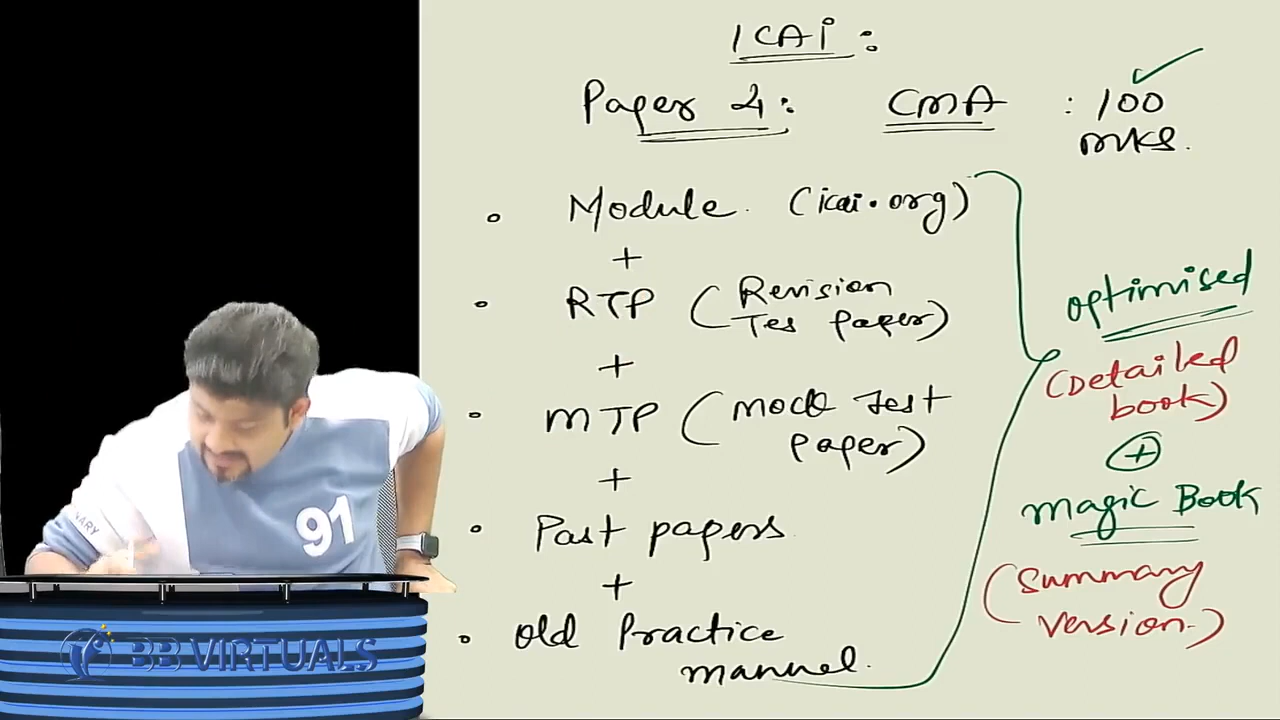 ICAI :
Paper 4 : CMA : 100
mks.
• Module. (icai.org)
+
• RTP (Revision
Tes paper)
+
• MTP (mock Test
paper)
+
• Past papers
+
• Old Practice
manuel.
optimised
(Detailed
book)
+
magic Book
(Summary
version.)
91
NARY
BB VIRTUALS